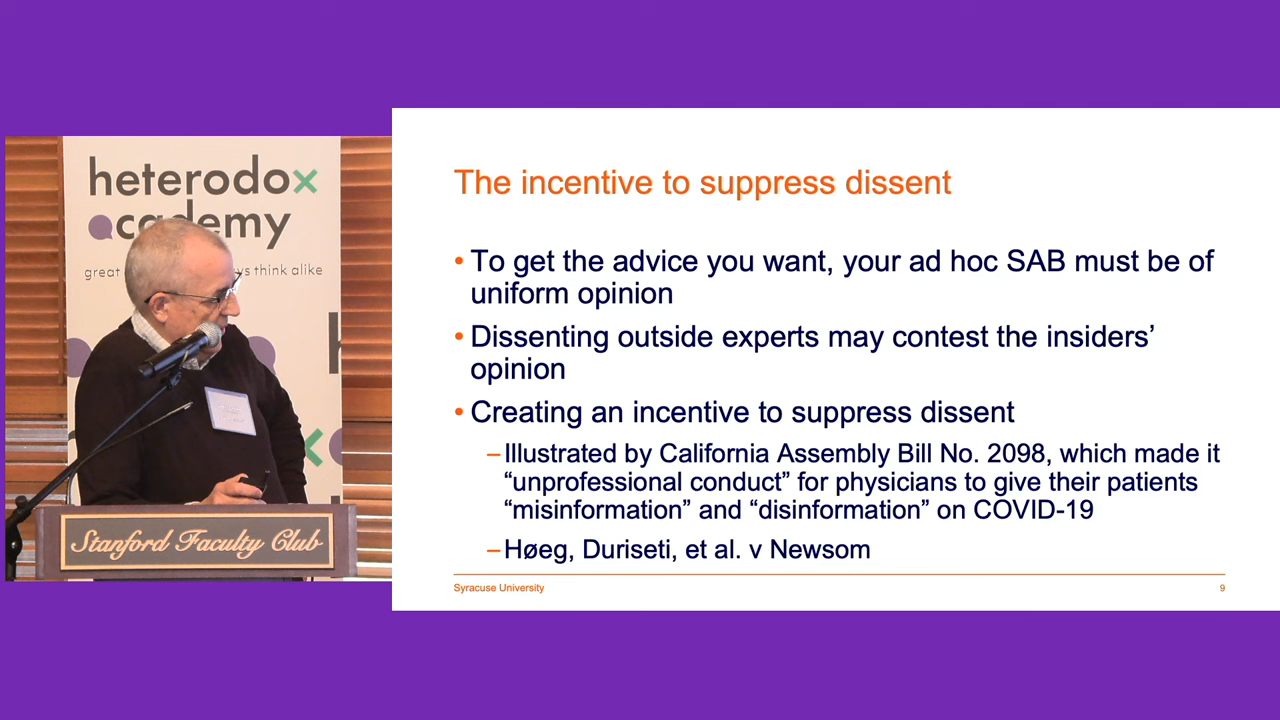 heterodox
academy
great
ys think alike
Stanford Faculty Club
The incentive to suppress dissent
• To get the advice you want, your ad hoc SAB must be of
uniform opinion
• Dissenting outside experts may contest the insiders’
opinion
• Creating an incentive to suppress dissent
–Illustrated by California Assembly Bill No. 2098, which made it
“unprofessional conduct” for physicians to give their patients
“misinformation” and “disinformation” on COVID-19
–Høeg, Duriseti, et al. v Newsom
Syracuse University
9